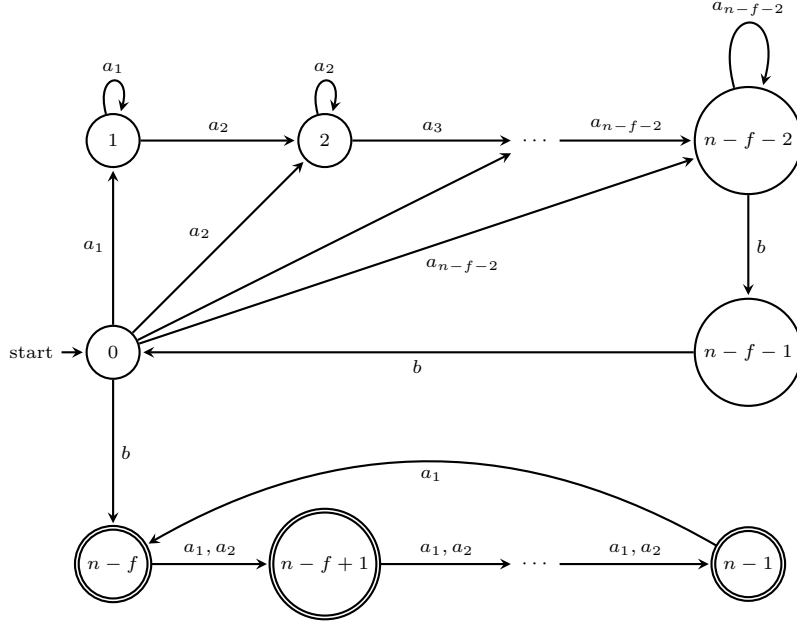 a_{n-f-2}
a_1 a_2
1 a_2 2 a_3 ⋯ a_{n-f-2} n − f − 2
a_1 a_2 a_{n-f-2} b
start 0 b n − f − 1
b a_1
n − f a_1, a_2 n − f + 1 a_1, a_2 ⋯ a_1, a_2 n − 1